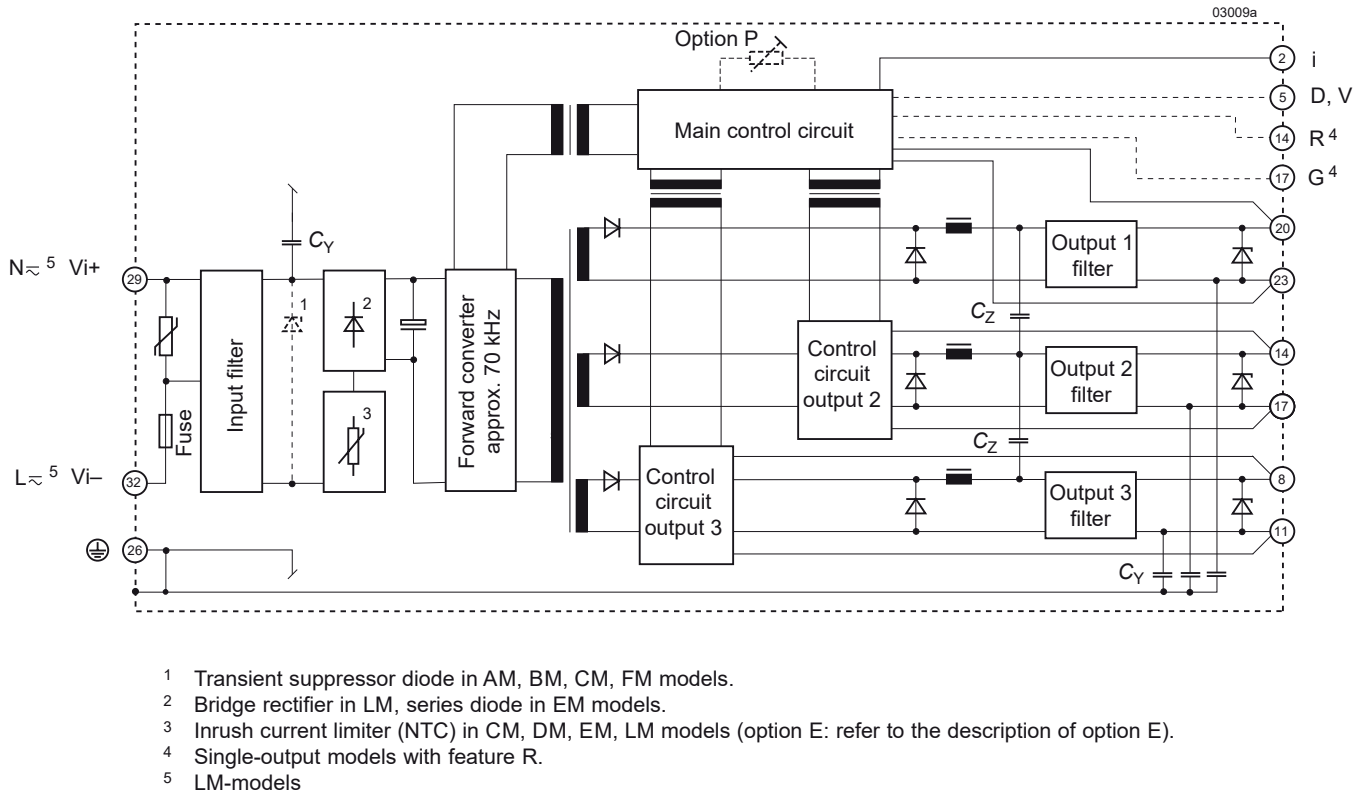 03009a
Option P
2 i
Main control circuit
5 D, V
14 R 4
17 G 4
CY
20
Output 1
filter
N≂ 5 Vi+
29
23
1
2
CZ
Input filter
Forward converter
approx. 70 kHz
Control
circuit
output 2
14
Output 2
filter
3
Fuse
17
CZ
L≂ 5 Vi–
32
Control
circuit
output 3
8
Output 3
filter
11
26
CY
1 Transient suppressor diode in AM, BM, CM, FM models.
2 Bridge rectifier in LM, series diode in EM models.
3 Inrush current limiter (NTC) in CM, DM, EM, LM models (option E: refer to the description of option E).
4 Single-output models with feature R.
5 LM-models